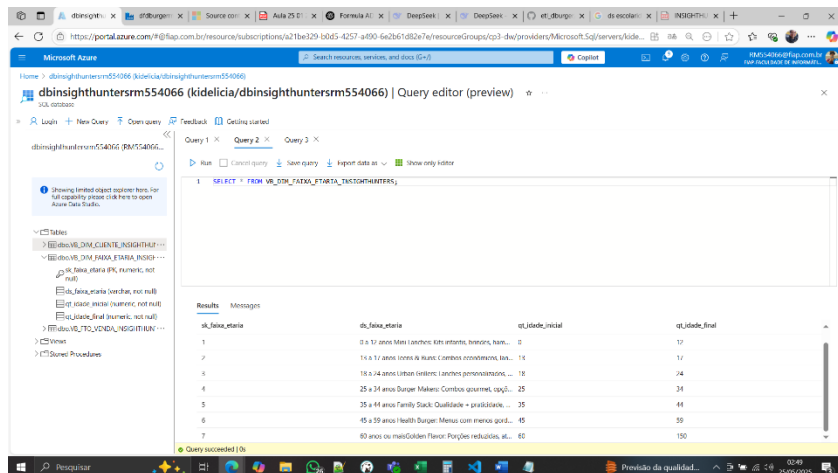 Aula 25 01
DeepSeek
DeepSeek
INSIGHTHU
https://portal.azure.com/#@fiap.com.br/resource/subscriptions/a21be329-b0d5-4257-a490-6e2b61d82e7e/resourceGroups/cp3-dw/providers/Microsoft.Sql/servers/kide...
Microsoft Azure
Search resources, services, and docs (G+/)
Copilot
RM554066@fiap.com.br
Home > dbinsighthuntersrm554066 (kidelicia/dbinsighthuntersrm554066)
dbinsighthuntersrm554066 (kidelicia/dbinsighthuntersrm554066) | Query editor (preview)
SQL database
Login New Query Open query Feedback Getting started
dbinsighthuntersrm554066 (RM554066...
Query 1 Query 2 Query 3
Run Cancel query Save query Export data as Show only Editor
Showing limited object explorer here. For
full capability please click here to open
Azure Data Studio.
1 SELECT * FROM VB_DIM_FAIXA_ETARIA_INSIGHTHUNTERS;
Tables
dbo.VB_DIM_CLIENTE_INSIGHTHU...
dbo.VB_DIM_FAIXA_ETARIA_INSIGH...
sk_faixa_etaria (PK, numeric, not
null)
ds_faixa_etaria (varchar, not null)
qt_idade_inicial (numeric, not null)
qt_idade_final (numeric, not null)
dbo.VB_FTO_VENDA_INSIGHTHUN...
Views
Stored Procedures
Results Messages
sk_faixa_etaria ds_faixa_etaria qt_idade_inicial qt_idade_final
1 0 a 12 anos Mini Lanches: Kits infantis, brindes, ham... 0 12
2 13 a 17 anos Teens & Buns: Combos econômicos, lan... 13 17
3 18 a 24 anos Urban Grillers: Lanches personalizados, ... 18 24
4 25 a 34 anos Burger Makers: Combos gourmet, opçõ... 25 34
5 35 a 44 anos Family Stack: Qualidade + praticidade, ... 35 44
6 45 a 59 anos Health Burger: Menus com menos gord... 45 59
7 60 anos ou maisGolden Flavor: Porções reduzidas, al... 60 150
Query succeeded | 0s
Pesquisar
Previsão da qualidad...
02:49
25/05/2025